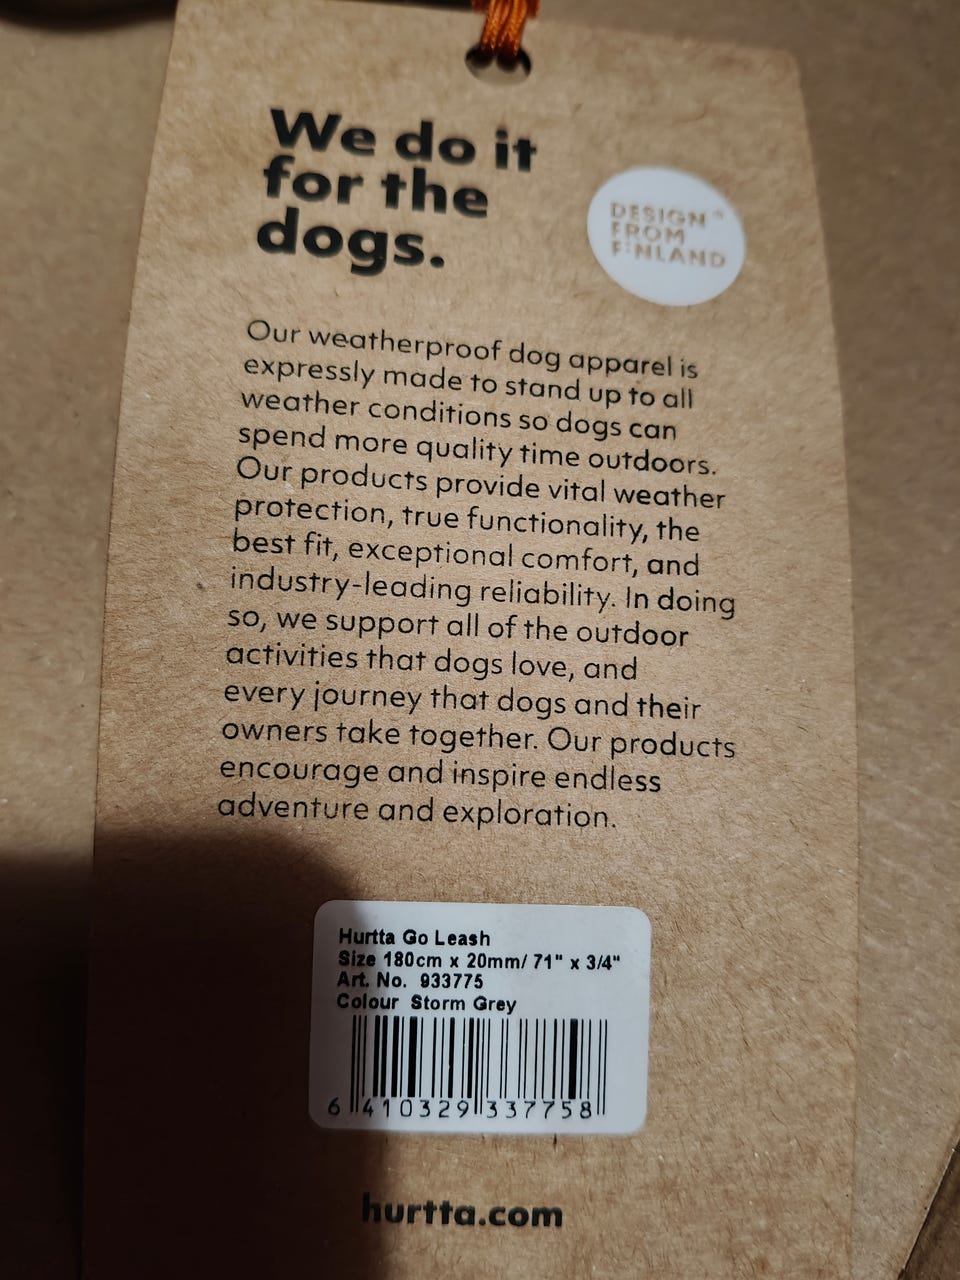 We do it
for the
dogs.
DESIGN®
FROM
FINLAND
Our weatherproof dog apparel is
expressly made to stand up to all
weather conditions so dogs can
spend more quality time outdoors.
Our products provide vital weather
protection, true functionality, the
best fit, exceptional comfort, and
industry-leading reliability. In doing
so, we support all of the outdoor
activities that dogs love, and
every journey that dogs and their
owners take together. Our products
encourage and inspire endless
adventure and exploration.
Hurtta Go Leash
Size 180cm x 20mm/ 71" x 3/4"
Art. No. 933775
Colour Storm Grey
6 410329 337758
hurtta.com